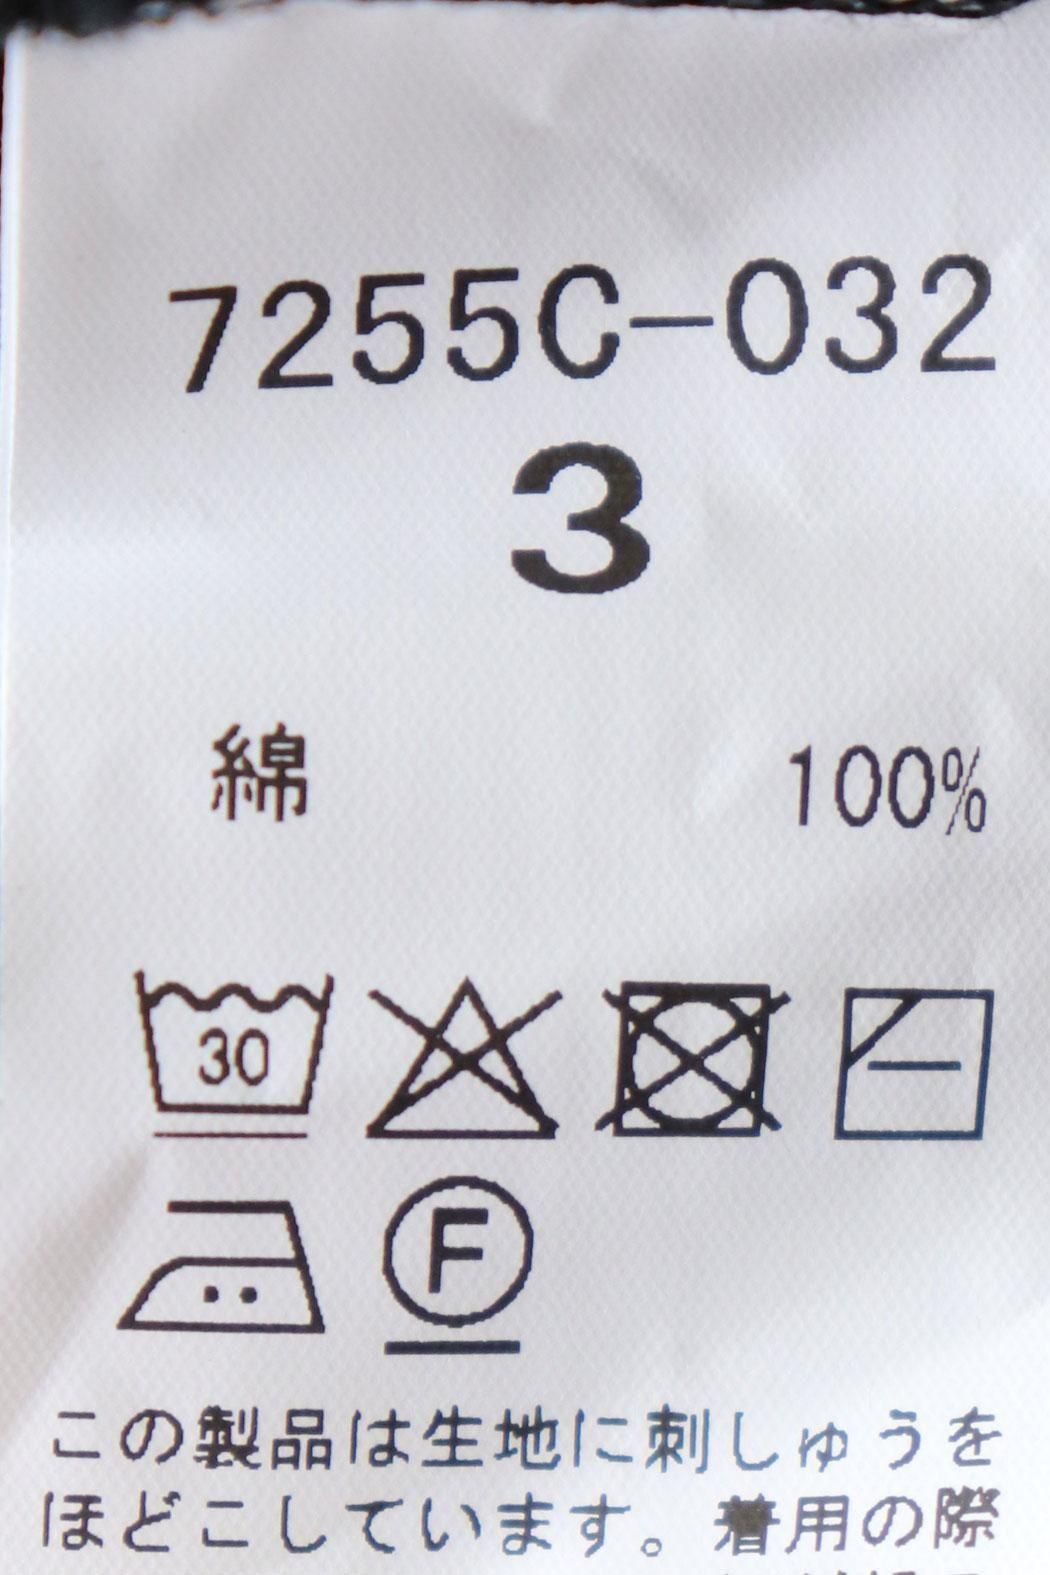 7255C-032
3
綿 100%
30
F
この製品は生地に刺しゅうを
ほどこしています。着用の際